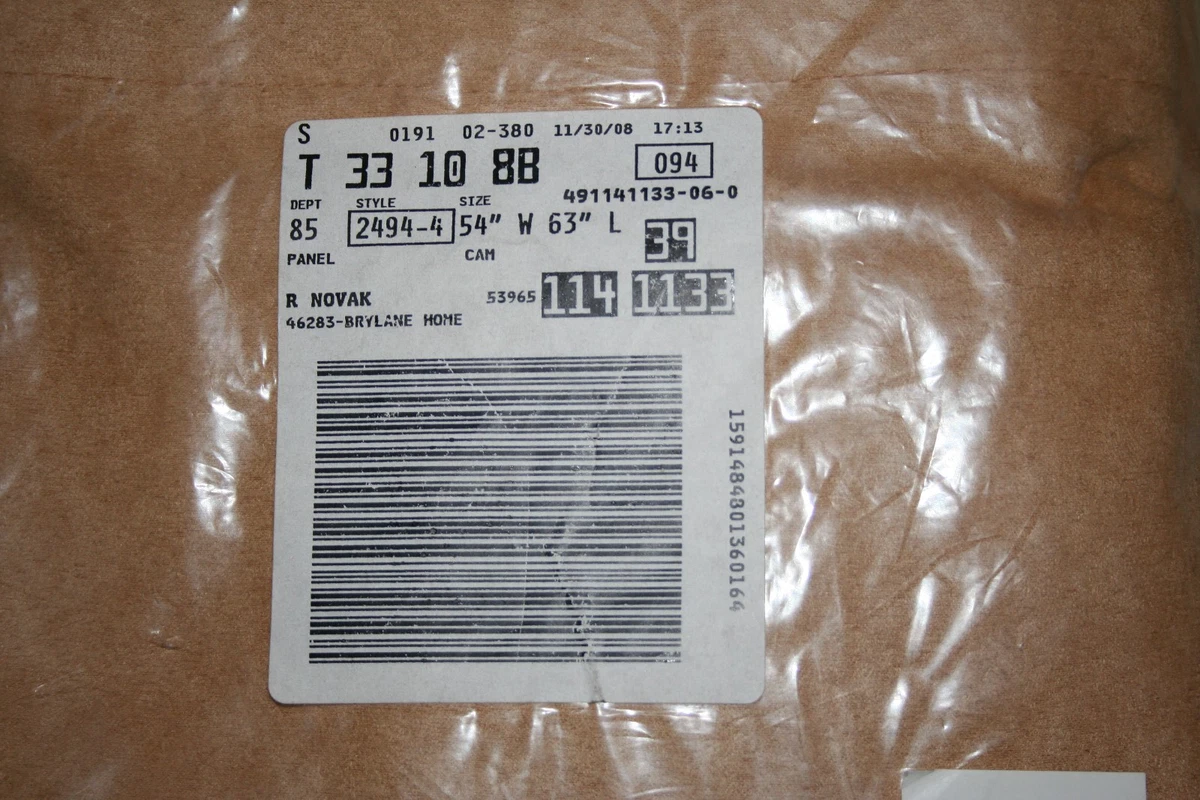 S 0191 02-380 11/30/08 17:13
T 33 10 8B 094
491141133-06-0
DEPT STYLE SIZE
85 2494-4 54" W 63" L 39
PANEL CAM
R NOVAK 53965 114 1133
46283-BRYLANE HOME
1591484801360164